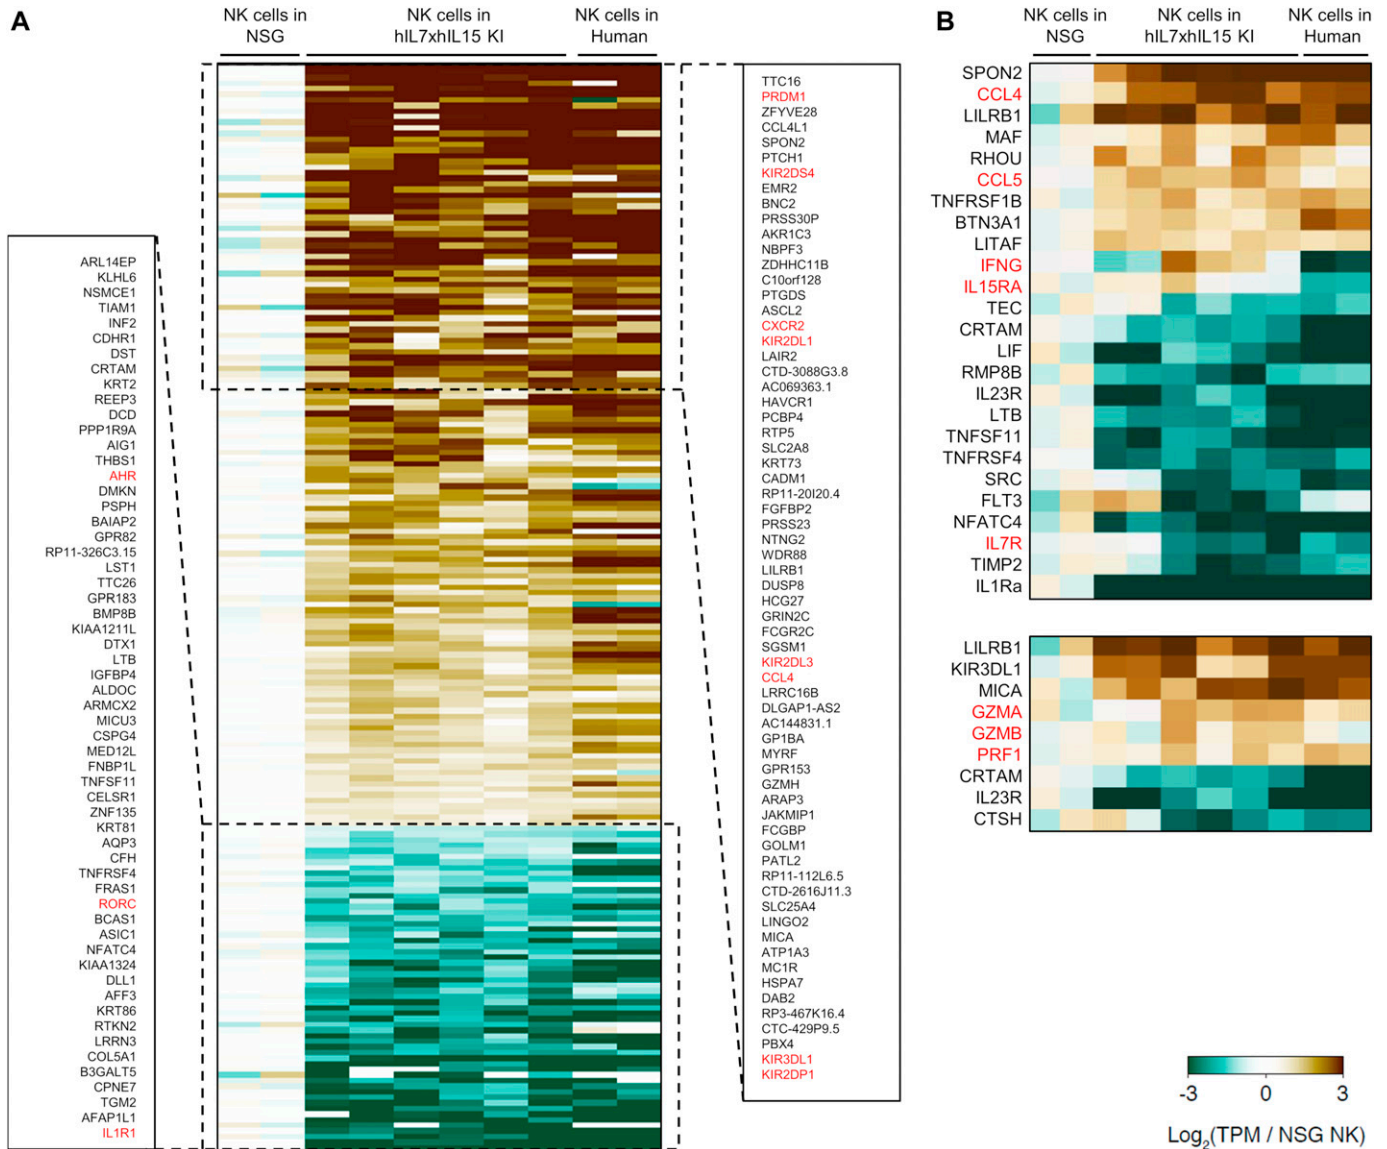 A
NK cells in
NSG
NK cells in
hIL7xhIL15 KI
NK cells in
Human
ARL14EP
KLHL6
NSMCE1
TIAM1
INF2
CDHR1
DST
CRTAM
KRT2
REEP3
DCD
PPP1R9A
AIG1
THBS1
AHR
DMKN
PSPH
BAIAP2
GPR82
RP11-326C3.15
LST1
TTC26
GPR183
BMP8B
KIAA1211L
DTX1
LTB
IGFBP4
ALDOC
ARMCX2
MICU3
CSPG4
MED12L
FNBP1L
TNFSF11
CELSR1
ZNF135
KRT81
AQP3
CFH
TNFRSF4
FRAS1
RORC
BCAS1
ASIC1
NFATC4
KIAA1324
DLL1
AFF3
KRT86
RTKN2
LRRN3
COL5A1
B3GALT5
CPNE7
TGM2
AFAP1L1
IL1R1
TTC16
PRDM1
ZFYVE28
CCL4L1
SPON2
PTCH1
KIR2DS4
EMR2
BNC2
PRSS30P
AKR1C3
NBPF3
ZDHHC11B
C10orf128
PTGDS
ASCL2
CXCR2
KIR2DL1
LAIR2
CTD-3088G3.8
AC069363.1
HAVCR1
PCBP4
RTP5
SLC2A8
KRT73
CADM1
RP11-20I20.4
FGFBP2
PRSS23
NTNG2
WDR88
LILRB1
DUSP8
HCG27
GRIN2C
FCGR2C
SGSM1
KIR2DL3
CCL4
LRRC16B
DLGAP1-AS2
AC144831.1
GP1BA
MYRF
GPR153
GZMH
ARAP3
JAKMIP1
FCGBP
GOLM1
PATL2
RP11-112L6.5
CTD-2616J11.3
SLC25A4
LINGO2
MICA
ATP1A3
MC1R
HSPA7
DAB2
RP3-467K16.4
CTC-429P9.5
PBX4
KIR3DL1
KIR2DP1
B
NK cells in
NSG
NK cells in
hIL7xhIL15 KI
NK cells in
Human
SPON2
CCL4
LILRB1
MAF
RHOU
CCL5
TNFRSF1B
BTN3A1
LITAF
IFNG
IL15RA
TEC
CRTAM
LIF
RMP8B
IL23R
LTB
TNFSF11
TNFRSF4
SRC
FLT3
NFATC4
IL7R
TIMP2
IL1Ra
LILRB1
KIR3DL1
MICA
GZMA
GZMB
PRF1
CRTAM
IL23R
CTSH
-3 0 3
Log2(TPM / NSG NK)